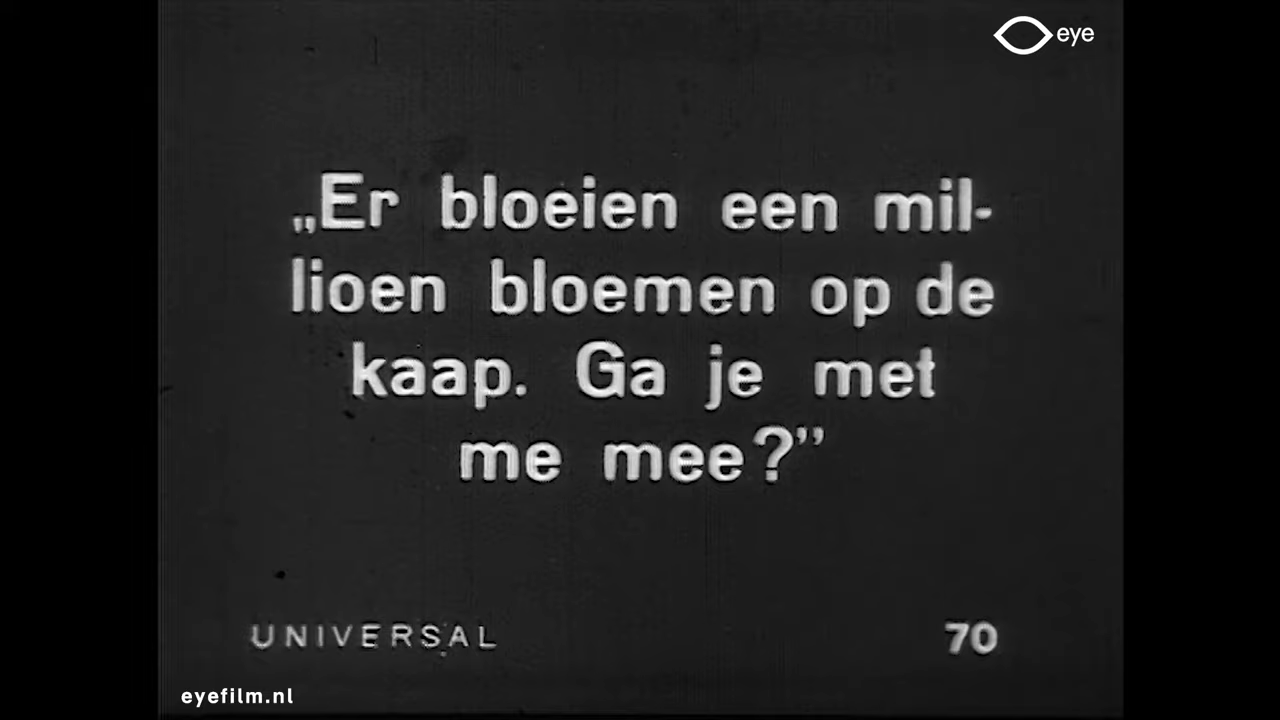 eye
„Er bloeien een mil-
lioen bloemen op de
kaap. Ga je met
me mee?”
UNIVERSAL 70
eyefilm.nl